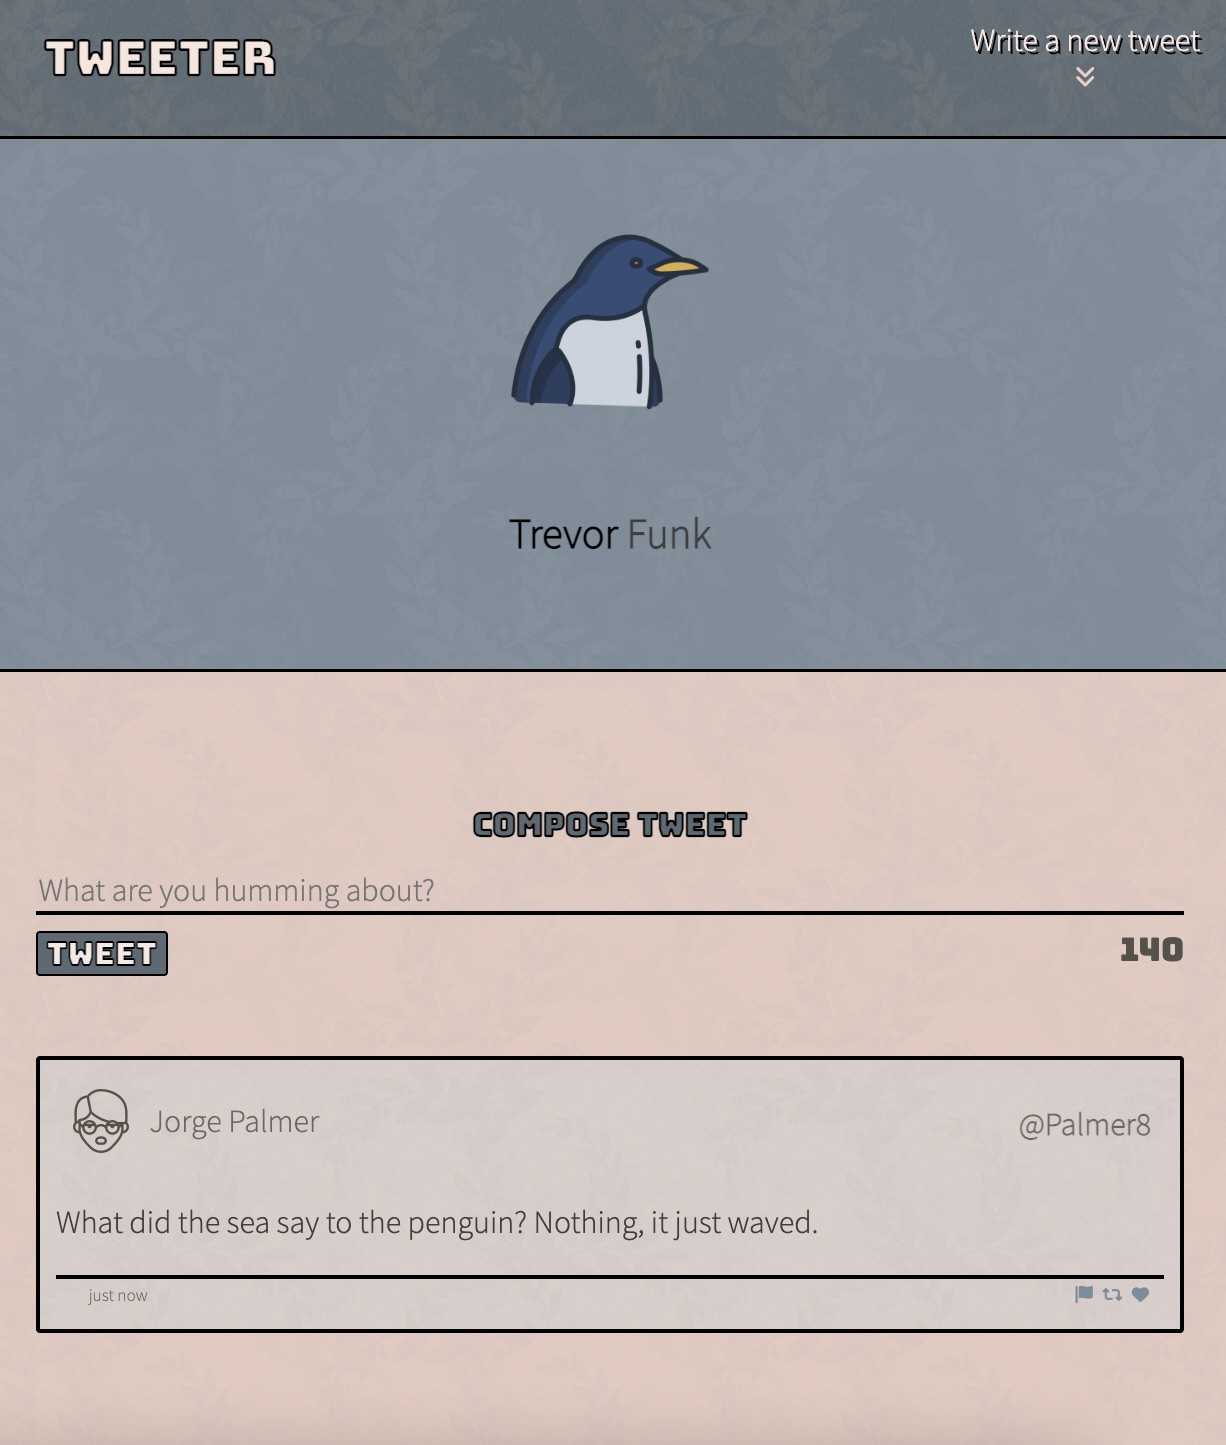 TWEETER
Write a new tweet
Trevor Funk
COMPOSE TWEET
What are you humming about?
TWEET
140
Jorge Palmer
@Palmer8
What did the sea say to the penguin? Nothing, it just waved.
just now